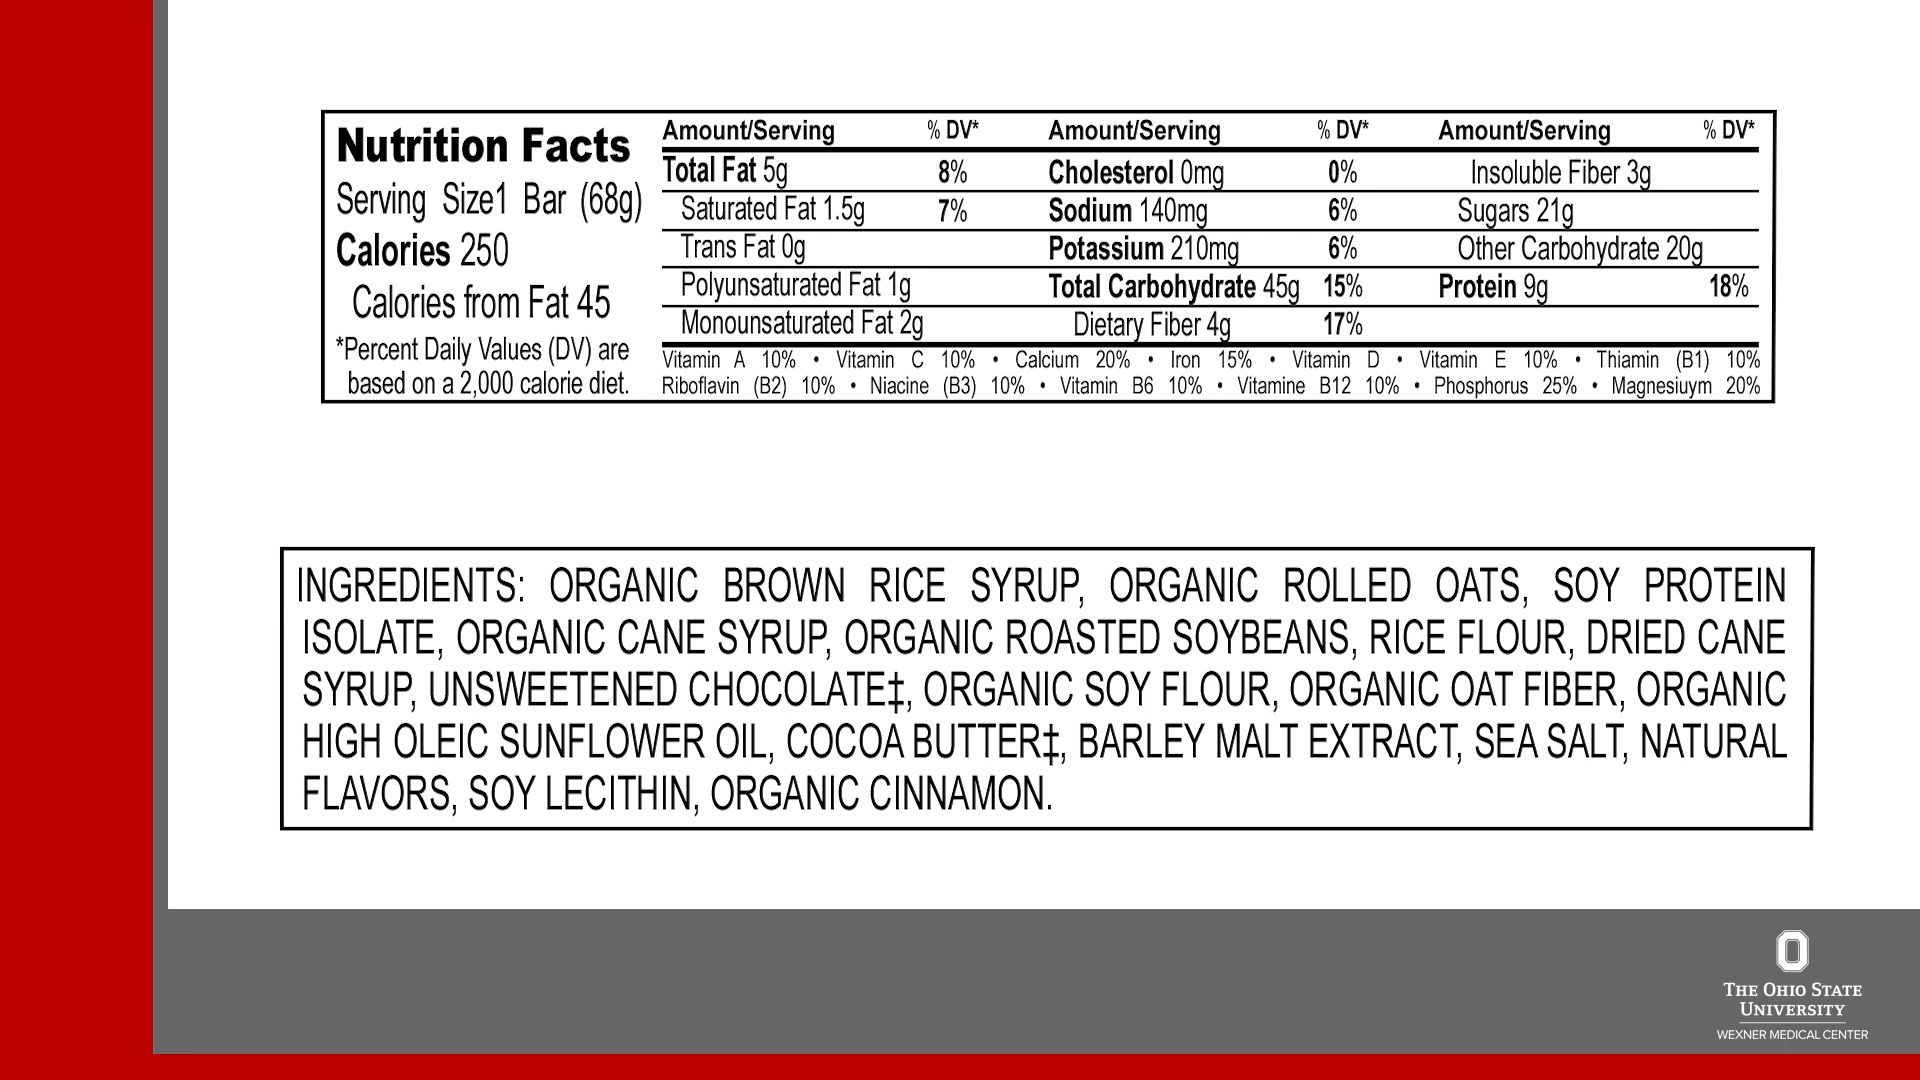 Nutrition Facts
Serving Size1 Bar (68g)
Calories 250
Calories from Fat 45
*Percent Daily Values (DV) are
based on a 2,000 calorie diet.
Amount/Serving % DV*
Total Fat 5g 8%
Saturated Fat 1.5g 7%
Trans Fat 0g
Polyunsaturated Fat 1g
Monounsaturated Fat 2g
Amount/Serving % DV*
Cholesterol 0mg 0%
Sodium 140mg 6%
Potassium 210mg 6%
Total Carbohydrate 45g 15%
Dietary Fiber 4g 17%
Amount/Serving % DV*
Insoluble Fiber 3g
Sugars 21g
Other Carbohydrate 20g
Protein 9g 18%
Vitamin A 10% • Vitamin C 10% • Calcium 20% • Iron 15% • Vitamin D • Vitamin E 10% • Thiamin (B1) 10%
Riboflavin (B2) 10% • Niacine (B3) 10% • Vitamin B6 10% • Vitamine B12 10% • Phosphorus 25% • Magnesiuym 20%
INGREDIENTS: ORGANIC BROWN RICE SYRUP, ORGANIC ROLLED OATS, SOY PROTEIN
ISOLATE, ORGANIC CANE SYRUP, ORGANIC ROASTED SOYBEANS, RICE FLOUR, DRIED CANE
SYRUP, UNSWEETENED CHOCOLATE‡, ORGANIC SOY FLOUR, ORGANIC OAT FIBER, ORGANIC
HIGH OLEIC SUNFLOWER OIL, COCOA BUTTER‡, BARLEY MALT EXTRACT, SEA SALT, NATURAL
FLAVORS, SOY LECITHIN, ORGANIC CINNAMON.
THE OHIO STATE
UNIVERSITY
WEXNER MEDICAL CENTER